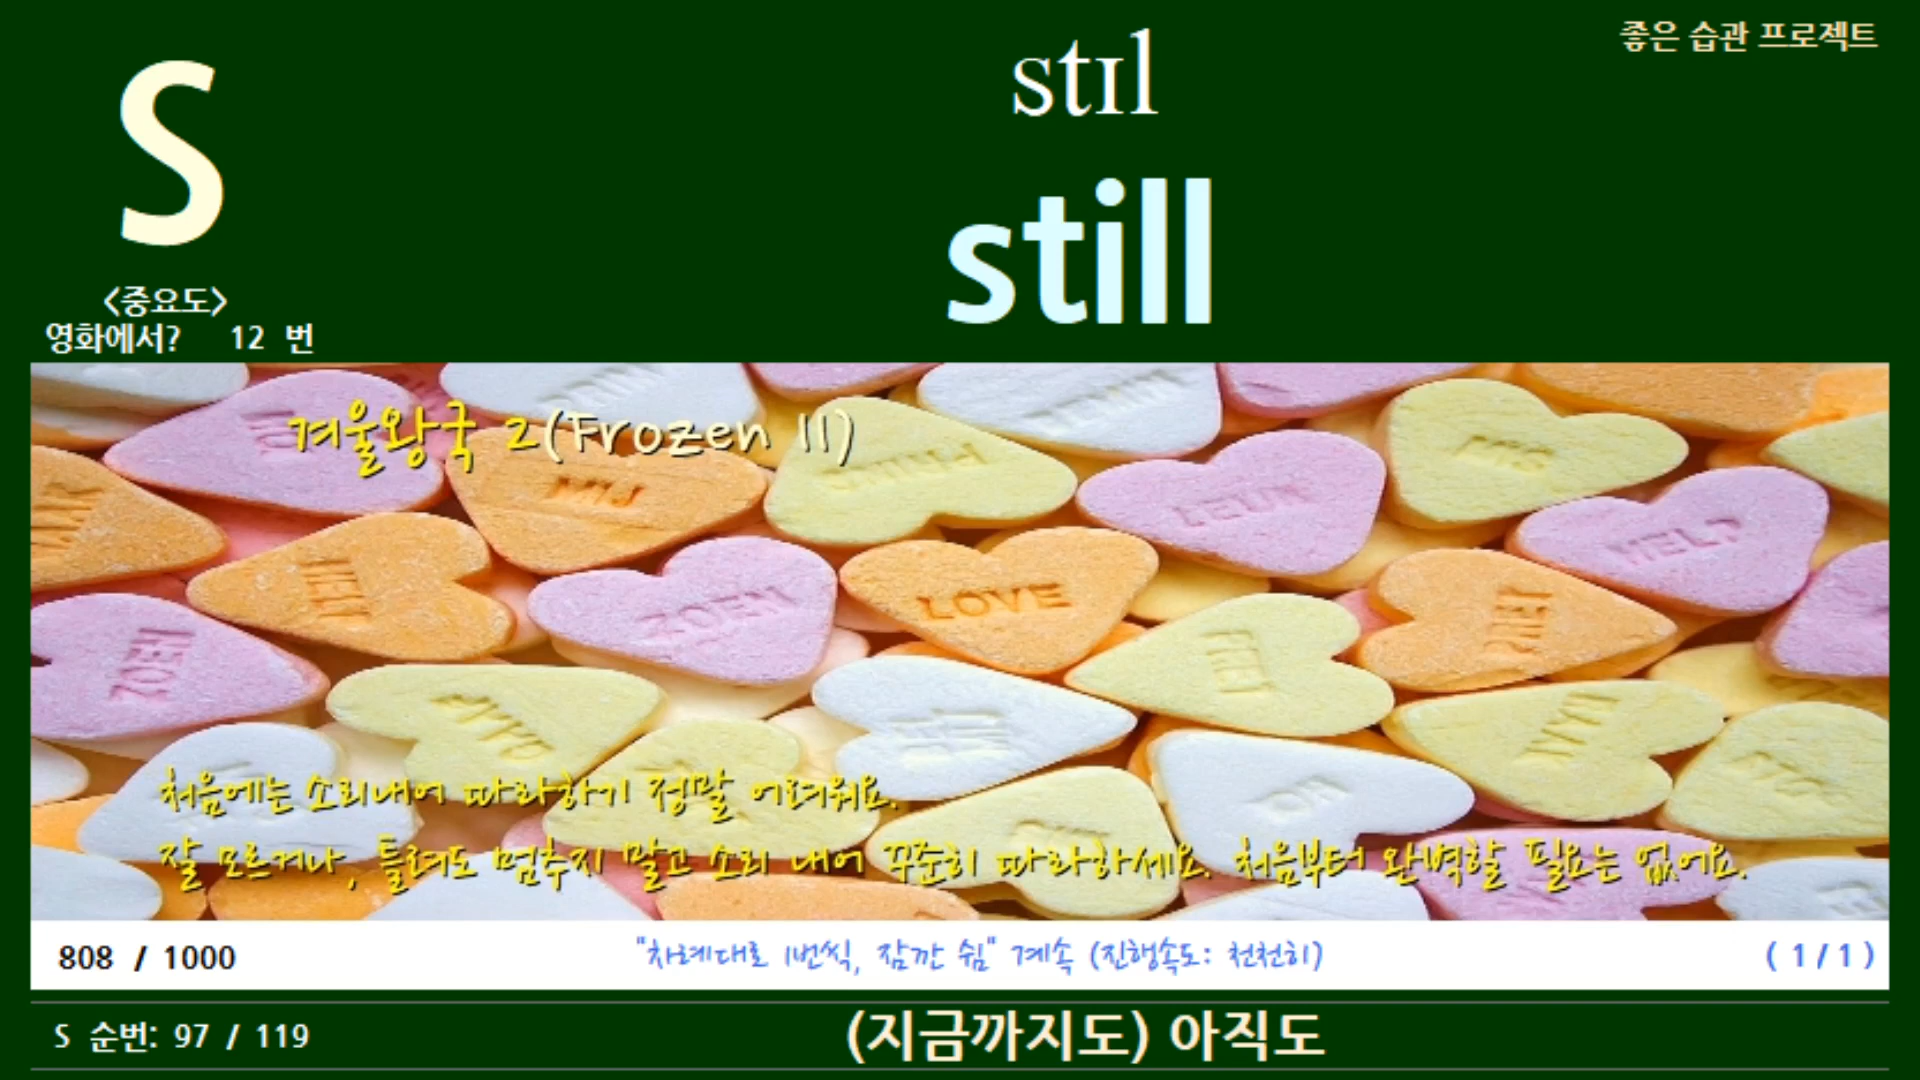 좋은 습관 프로젝트
S
stɪl
still
<중요도>
영화에서? 12 번
겨울왕국 2(Frozen II)
MIJ
LOVE
ZOEN
처음에는 소리내어 따라하기 정말 어려워요.
잘 모르거나, 틀려도 멈추지 말고 소리 내어 꾸준히 따라하세요. 처음부터 완벽할 필요는 없어요.
808 / 1000
"차례대로 1번씩, 잠깐 쉼" 계속 (진행속도: 천천히)
( 1 / 1 )
S 순번: 97 / 119
(지금까지도) 아직도